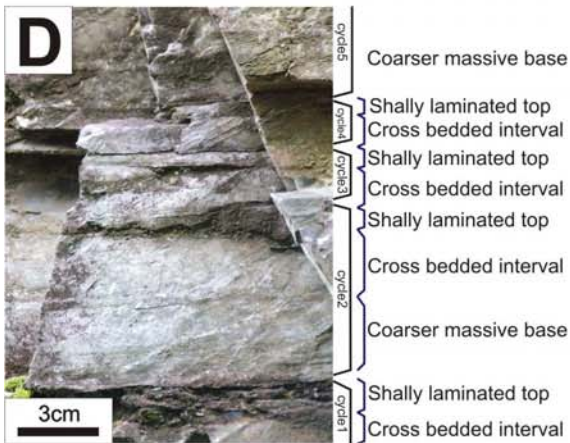 D
cycle5
Coarser massive base
Shally laminated top
cycle4
Cross bedded interval
Shally laminated top
cycle3
Cross bedded interval
Shally laminated top
cycle2
Cross bedded interval
Coarser massive base
Shally laminated top
cycle1
Cross bedded interval
3cm